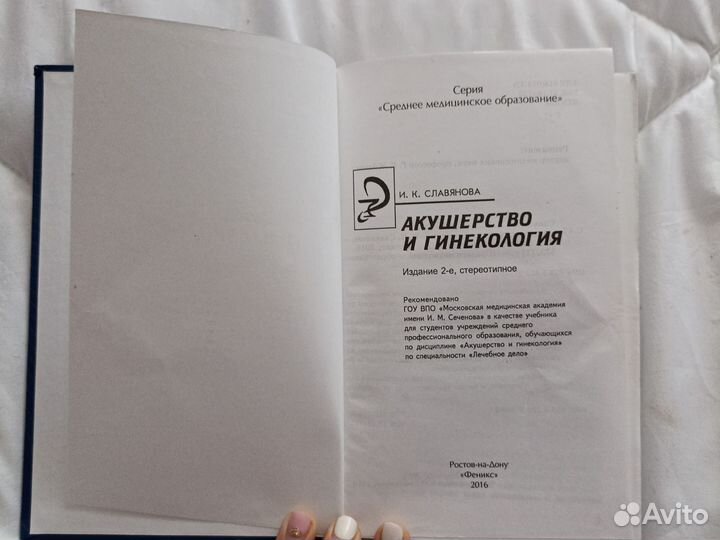 Серия
«Среднее медицинское образование»
И. К. СЛАВЯНОВА
АКУШЕРСТВО
И ГИНЕКОЛОГИЯ
Издание 2-е, стереотипное
Рекомендовано
ГОУ ВПО «Московская медицинская академия
имени И. М. Сеченова» в качестве учебника
для студентов учреждений среднего
профессионального образования, обучающихся
по дисциплине «Акушерство и гинекология»
по специальности «Лечебное дело»
Ростов-на-Дону
«Феникс»
2016
Avito